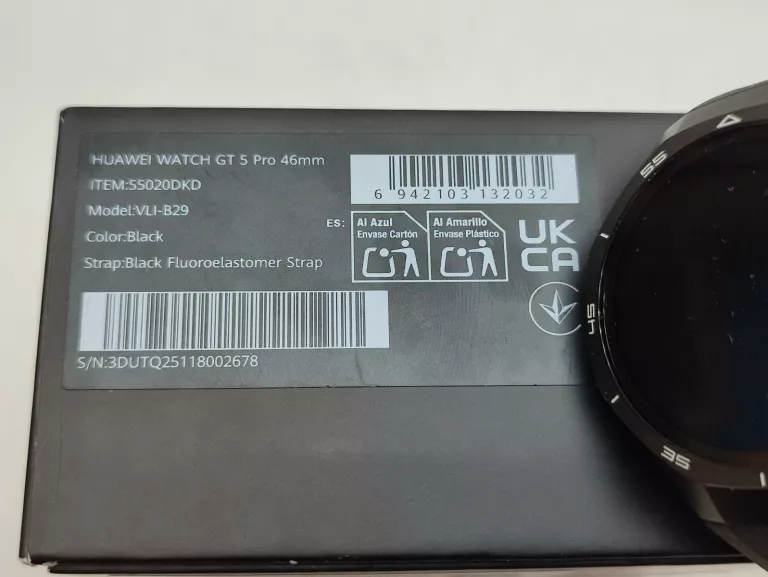 HUAWEI WATCH GT 5 Pro 46mm
ITEM:55020DKD
Model:VLI-B29
Color:Black
Strap:Black Fluoroelastomer Strap
S/N:3DUTQ25118002678
6 942103 132032
ES:
Al Azul
Envase Cartón
Al Amarillo
Envase Plástico
UK
CA
55
45
35